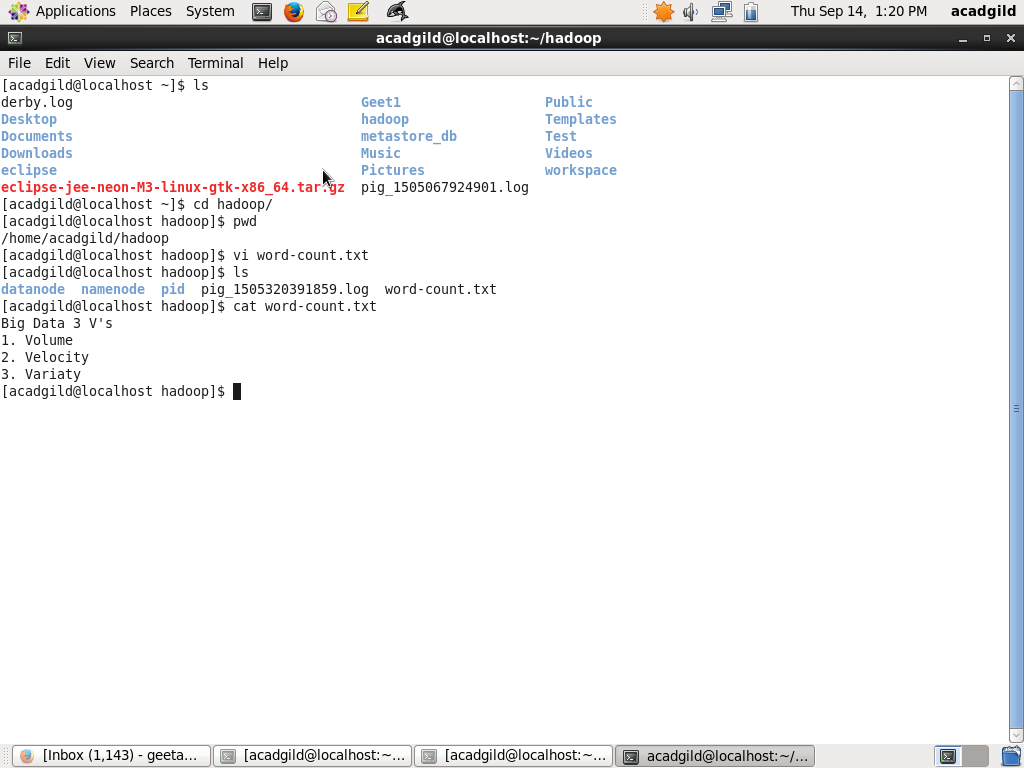 Applications Places System Thu Sep 14, 1:20 PM acadgild
acadgild@localhost:~/hadoop
File Edit View Search Terminal Help
[acadgild@localhost ~]$ ls
derby.log Geet1 Public
Desktop hadoop Templates
Documents metastore_db Test
Downloads Music Videos
eclipse Pictures workspace
eclipse-jee-neon-M3-linux-gtk-x86_64.tar.gz pig_1505067924901.log
[acadgild@localhost ~]$ cd hadoop/
[acadgild@localhost hadoop]$ pwd
/home/acadgild/hadoop
[acadgild@localhost hadoop]$ vi word-count.txt
[acadgild@localhost hadoop]$ ls
datanode namenode pid pig_1505320391859.log word-count.txt
[acadgild@localhost hadoop]$ cat word-count.txt
Big Data 3 V's
1. Volume
2. Velocity
3. Variaty
[acadgild@localhost hadoop]$
[Inbox (1,143) - geeta... [acadgild@localhost:~... [acadgild@localhost:~... acadgild@localhost:~/...